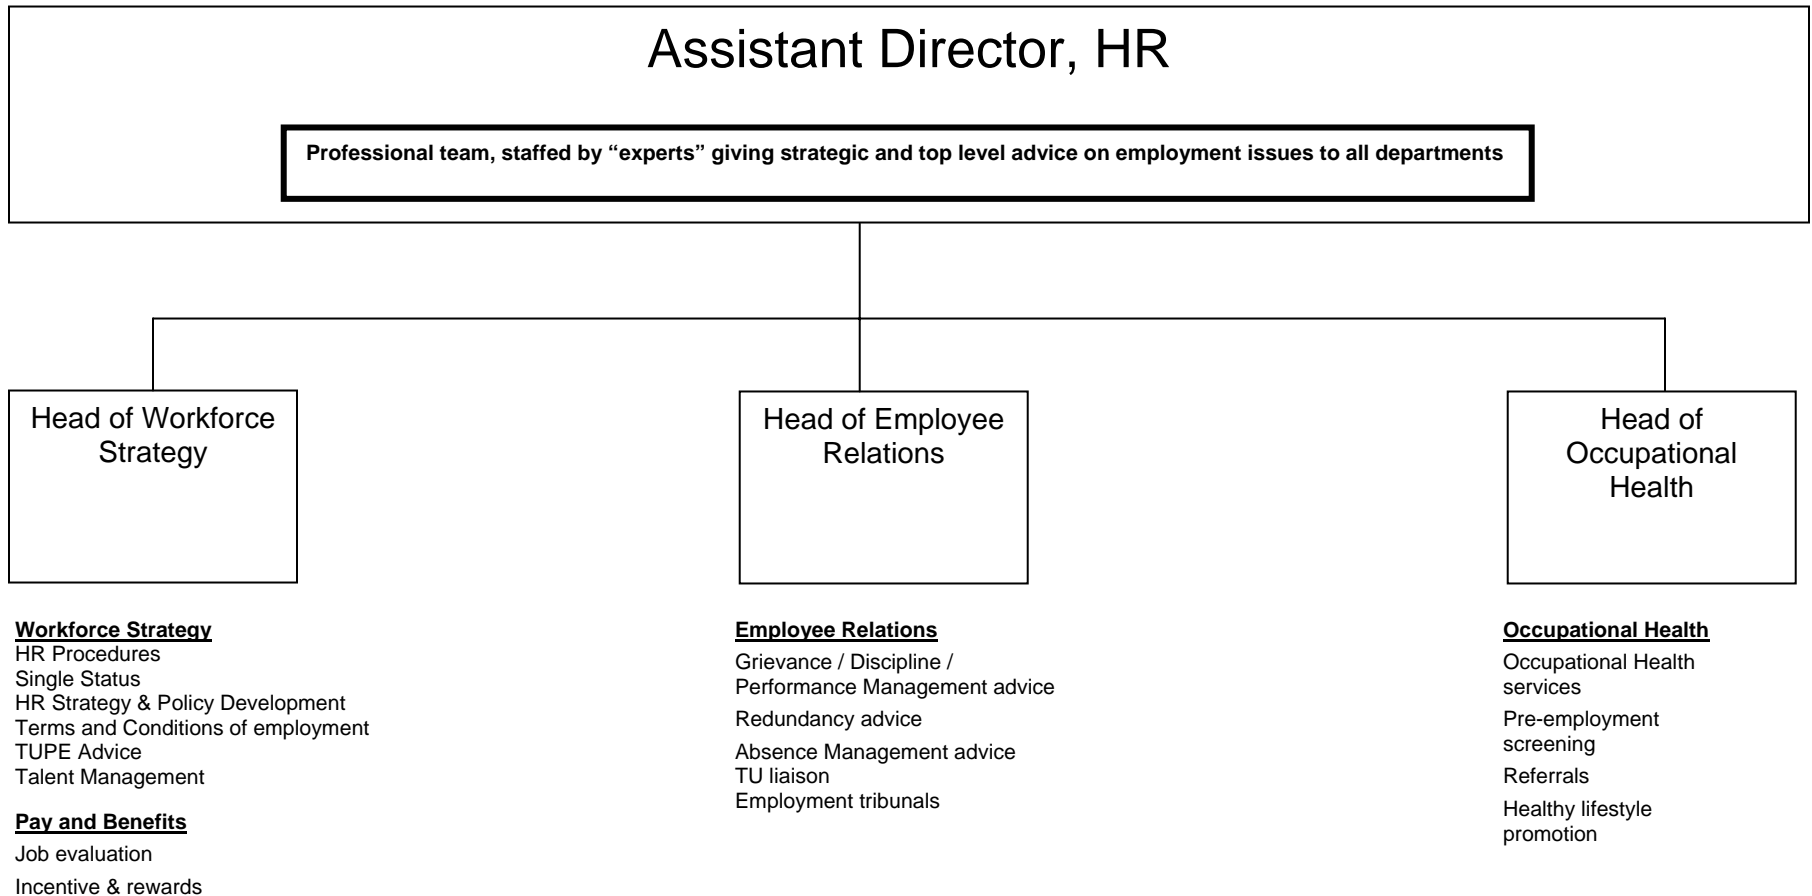 Assistant Director, HR
Professional team, staffed by “experts” giving strategic and top level advice on employment issues to all departments
Head of Workforce
Strategy
Head of Employee
Relations
Head of
Occupational
Health
Workforce Strategy
HR Procedures
Single Status
HR Strategy & Policy Development
Terms and Conditions of employment
TUPE Advice
Talent Management
Pay and Benefits
Job evaluation
Incentive & rewards
Employee Relations
Grievance / Discipline /
Performance Management advice
Redundancy advice
Absence Management advice
TU liaison
Employment tribunals
Occupational Health
Occupational Health
services
Pre-employment
screening
Referrals
Healthy lifestyle
promotion